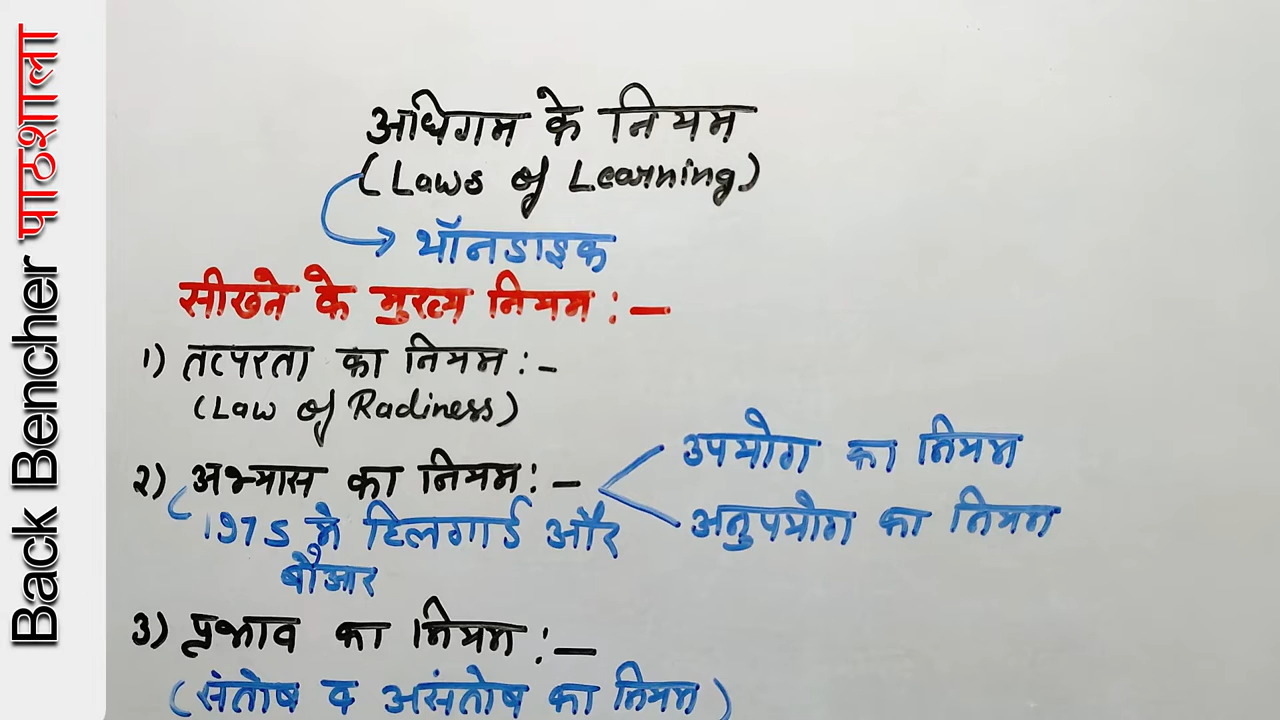 Back Bencher पाठशाला
अधिगम के नियम
(Laws of Learning)
थॉनडाइक
सीखने के मुख्य नियम :-
1) तत्परता का नियम :-
(Law of Radiness)
2) अभ्यास का नियम :-
उपयोग का नियम
अनुपयोग का नियम
1975 मे हिलगार्ड और
बौअर
3) प्रभाव का नियम :-
(संतोष व असंतोष का नियम)